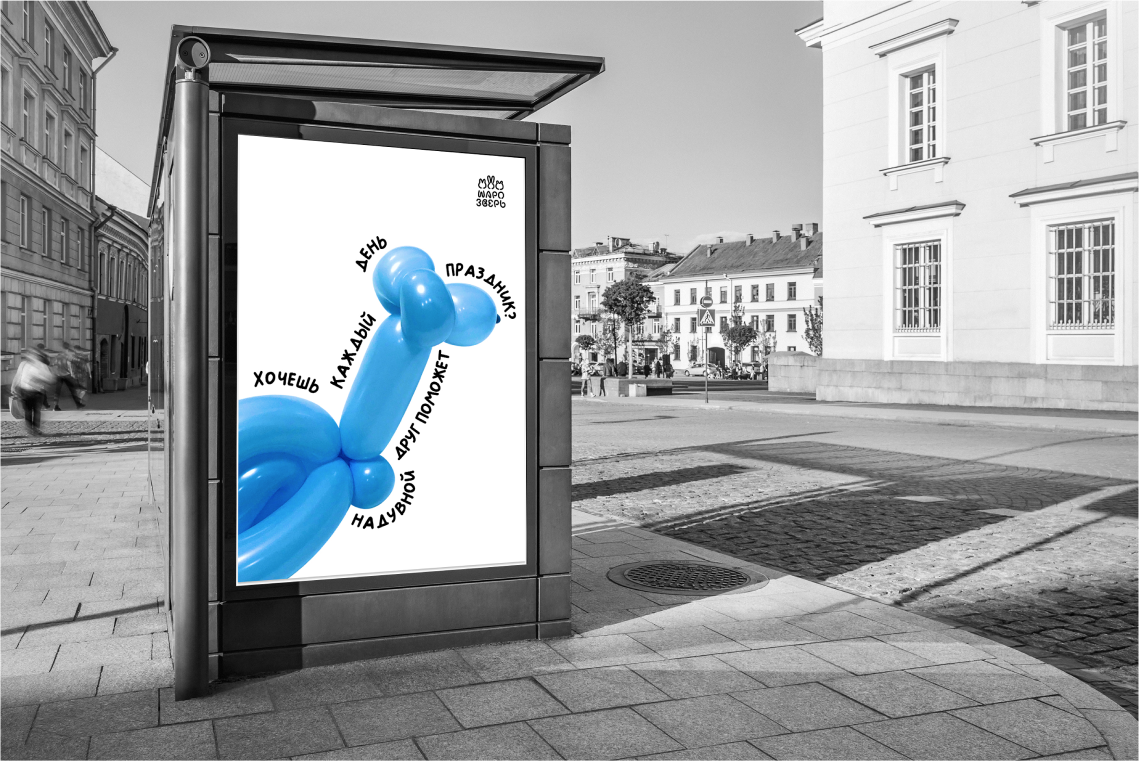 ШАРО
ЗВЕРЬ
ХОЧЕШЬ
КАЖДЫЙ
ДЕНЬ
ПРАЗДНИК?
НАДУВНОЙ
ДРУГ ПОМОЖЕТ